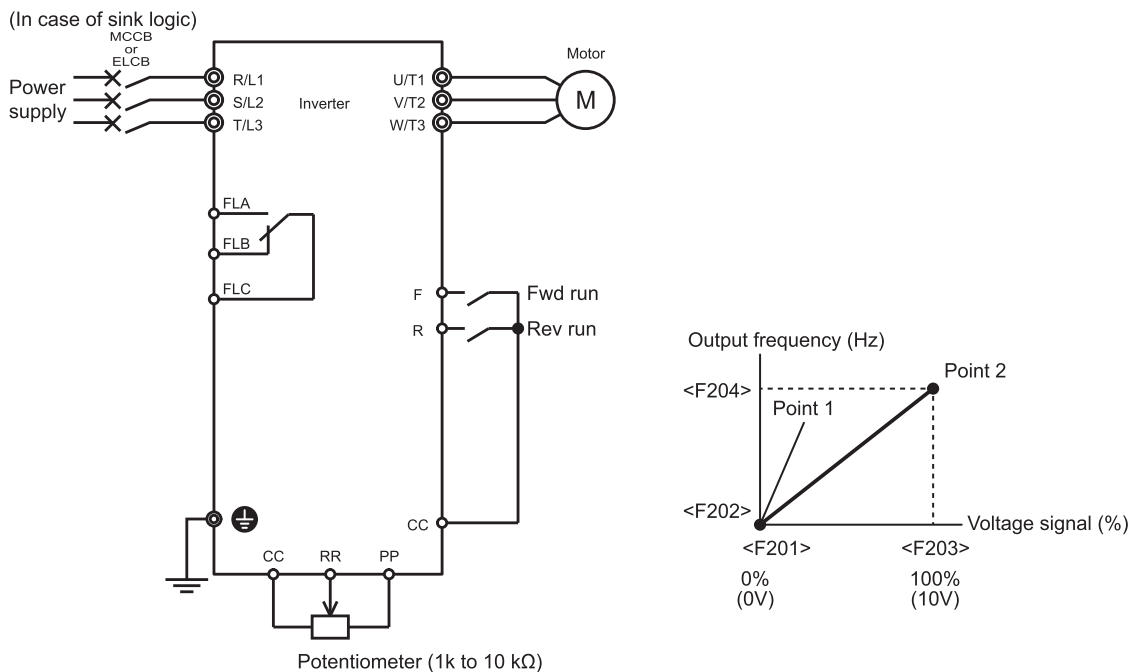 (In case of sink logic)
MCCB
or
ELCB
Power
supply
R/L1
S/L2
T/L3
Inverter
U/T1
V/T2
W/T3
Motor
M
FLA
FLB
FLC
F
Fwd run
R
Rev run
CC
CC
RR
PP
Potentiometer (1k to 10 kΩ)
Output frequency (Hz)
<F204>
Point 2
Point 1
<F202>
Voltage signal (%)
<F201>
<F203>
0%
(0V)
100%
(10V)